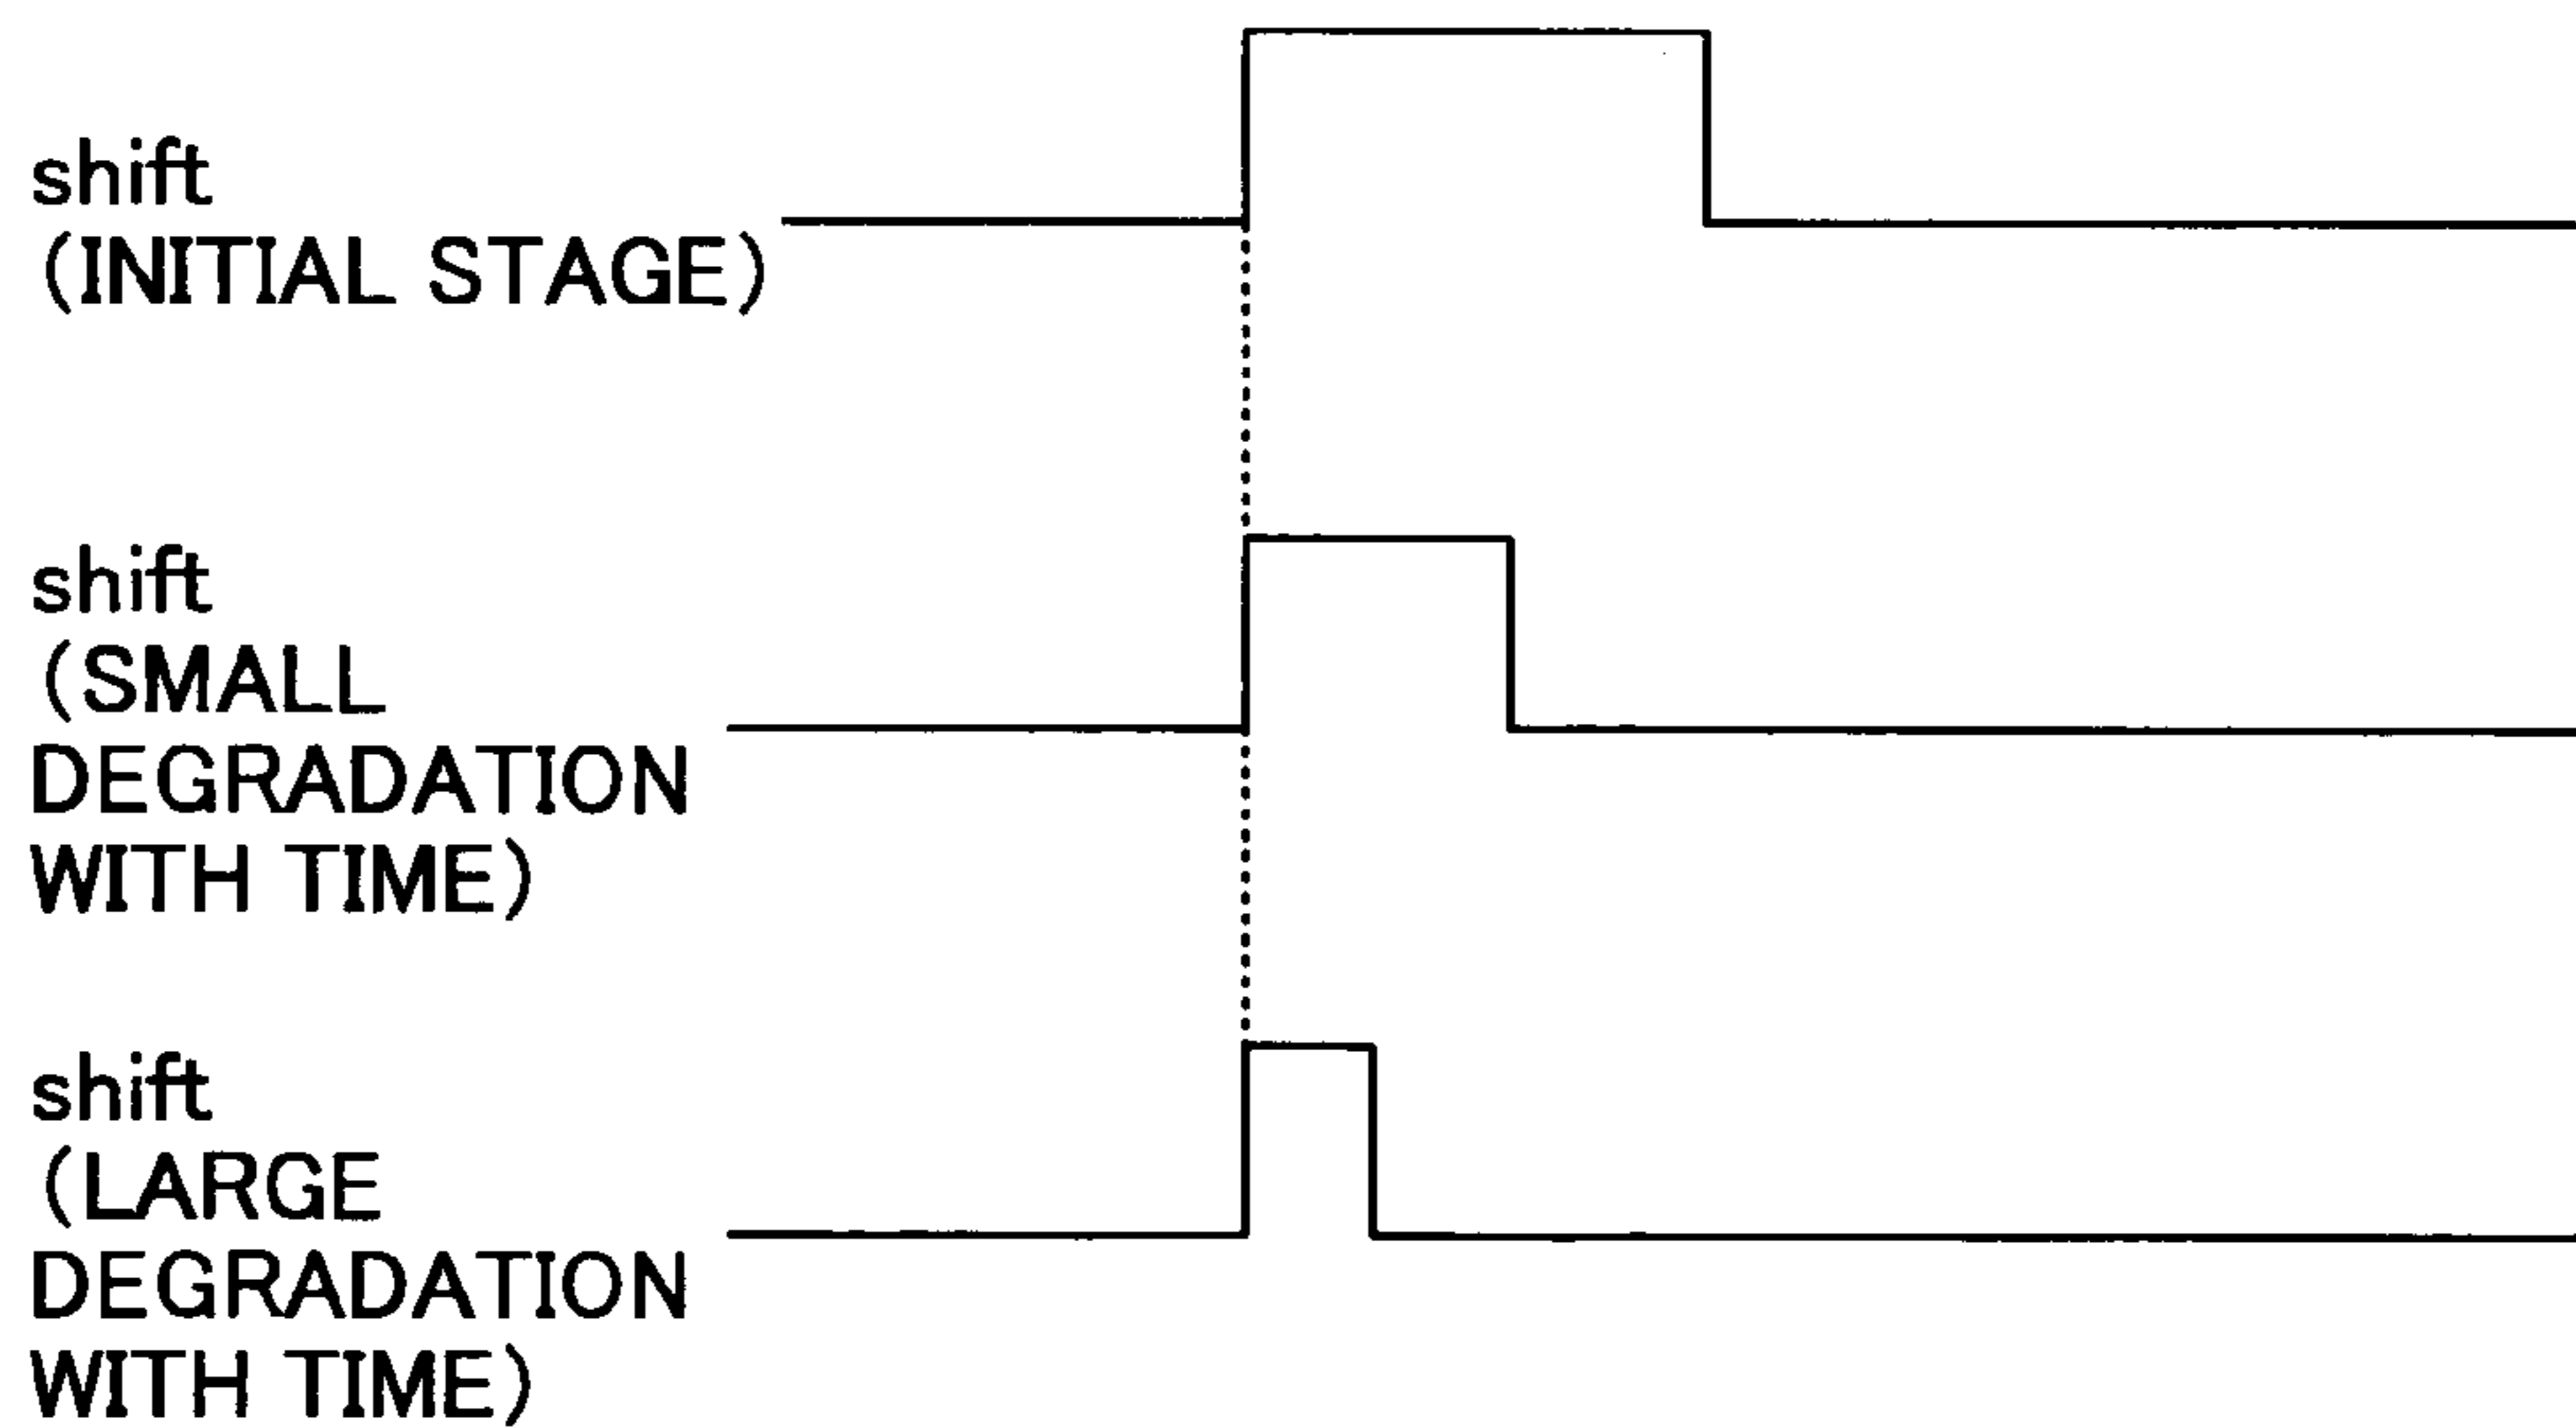 shift
(INITIAL STAGE)
shift
(SMALL
DEGRADATION
WITH TIME)
shift
(LARGE
DEGRADATION
WITH TIME)